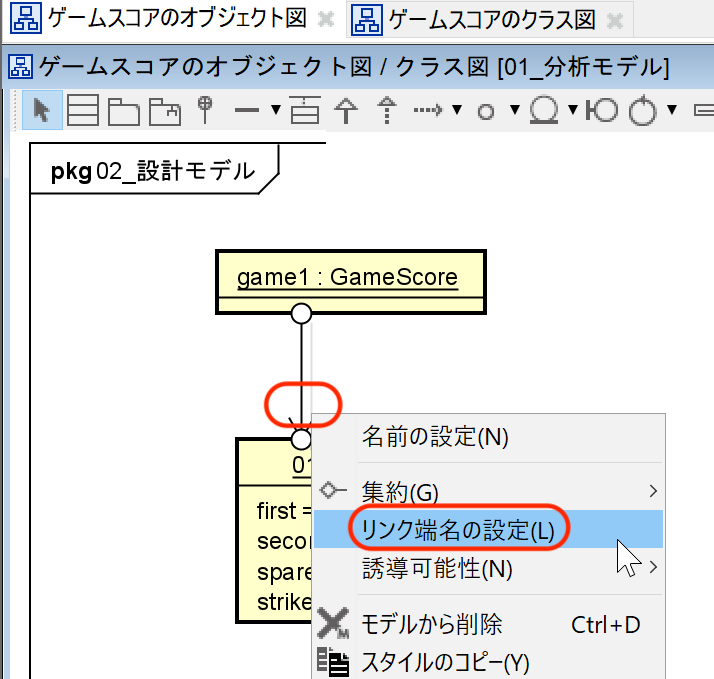 ゲームスコアのオブジェクト図
ゲームスコアのクラス図
ゲームスコアのオブジェクト図 / クラス図 [01_分析モデル]
pkg 02_設計モデル
game1 : GameScore
01
first =
secon
spare
strike
名前の設定(N)
集約(G)
リンク端名の設定(L)
誘導可能性(N)
モデルから削除 Ctrl+D
スタイルのコピー(Y)